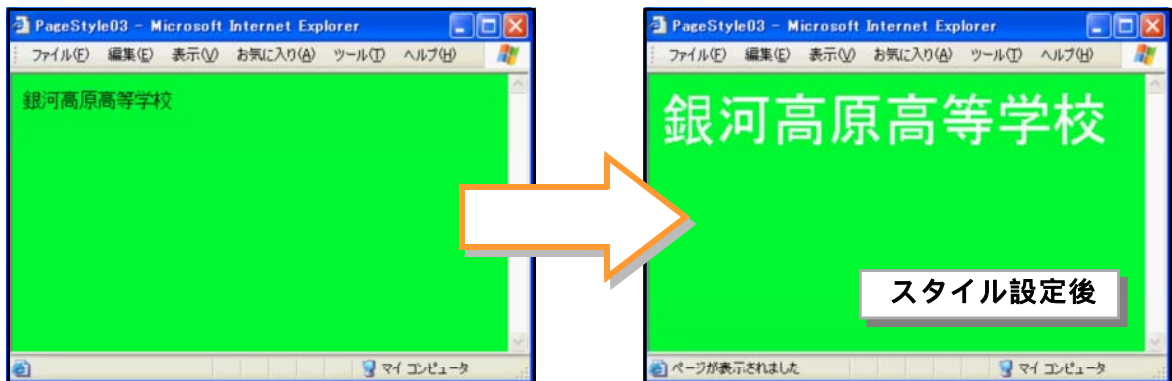 PageStyle03 - Microsoft Internet Explorer
ファイル(F) 編集(E) 表示(V) お気に入り(A) ツール(T) ヘルプ(H)
銀河高原高等学校
マイ コンピュータ
PageStyle03 - Microsoft Internet Explorer
ファイル(F) 編集(E) 表示(V) お気に入り(A) ツール(T) ヘルプ(H)
銀河高原高等学校
スタイル設定後
ページが表示されました
マイ コンピュータ